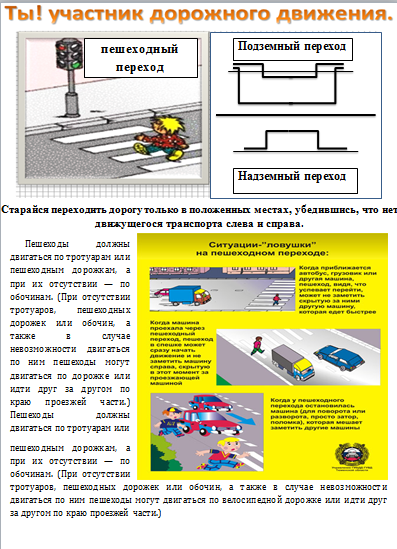 Ты! участник дорожного движения.
пешеходный
переход
Подземный переход
Надземный переход
Старайся переходить дорогу только в положенных местах, убедившись, что нет
движущегося транспорта слева и справа.
Пешеходы должны
двигаться по тротуарам или
пешеходным дорожкам, а
при их отсутствии — по
обочинам. (При отсутствии
тротуаров, пешеходных
дорожек или обочин, а
также в случае
невозможности двигаться
по ним пешеходы могут
двигаться по дорожке или
идти друг за другом по
краю проезжей части.)
Пешеходы должны
двигаться по тротуарам или
пешеходным дорожкам, а
при их отсутствии — по
обочинам. (При отсутствии
тротуаров, пешеходных дорожек или обочин, а также в случае невозможности
двигаться по ним пешеходы могут двигаться по велосипедной дорожке или идти друг
за другом по краю проезжей части.)
Ситуации-"ловушки"
на пешеходном переходе:
Когда приближается
автобус, грузовик или
другая машина,
пешеход, видя, что
успевает перейти,
может не заметить
скрытую за ними
другую машину,
которая едет быстрее
Когда машина
проехала через
пешеходный
переход, пешеход
в спешке может
сразу начать
движение и не
заметить машину
справа, скрытую
в этот момент за
проезжающей
машиной
Когда у пешеходного
перехода остановилась
машина (для поворота или
разворота, просто затор,
поломка), которая мешает
заметить другие машины